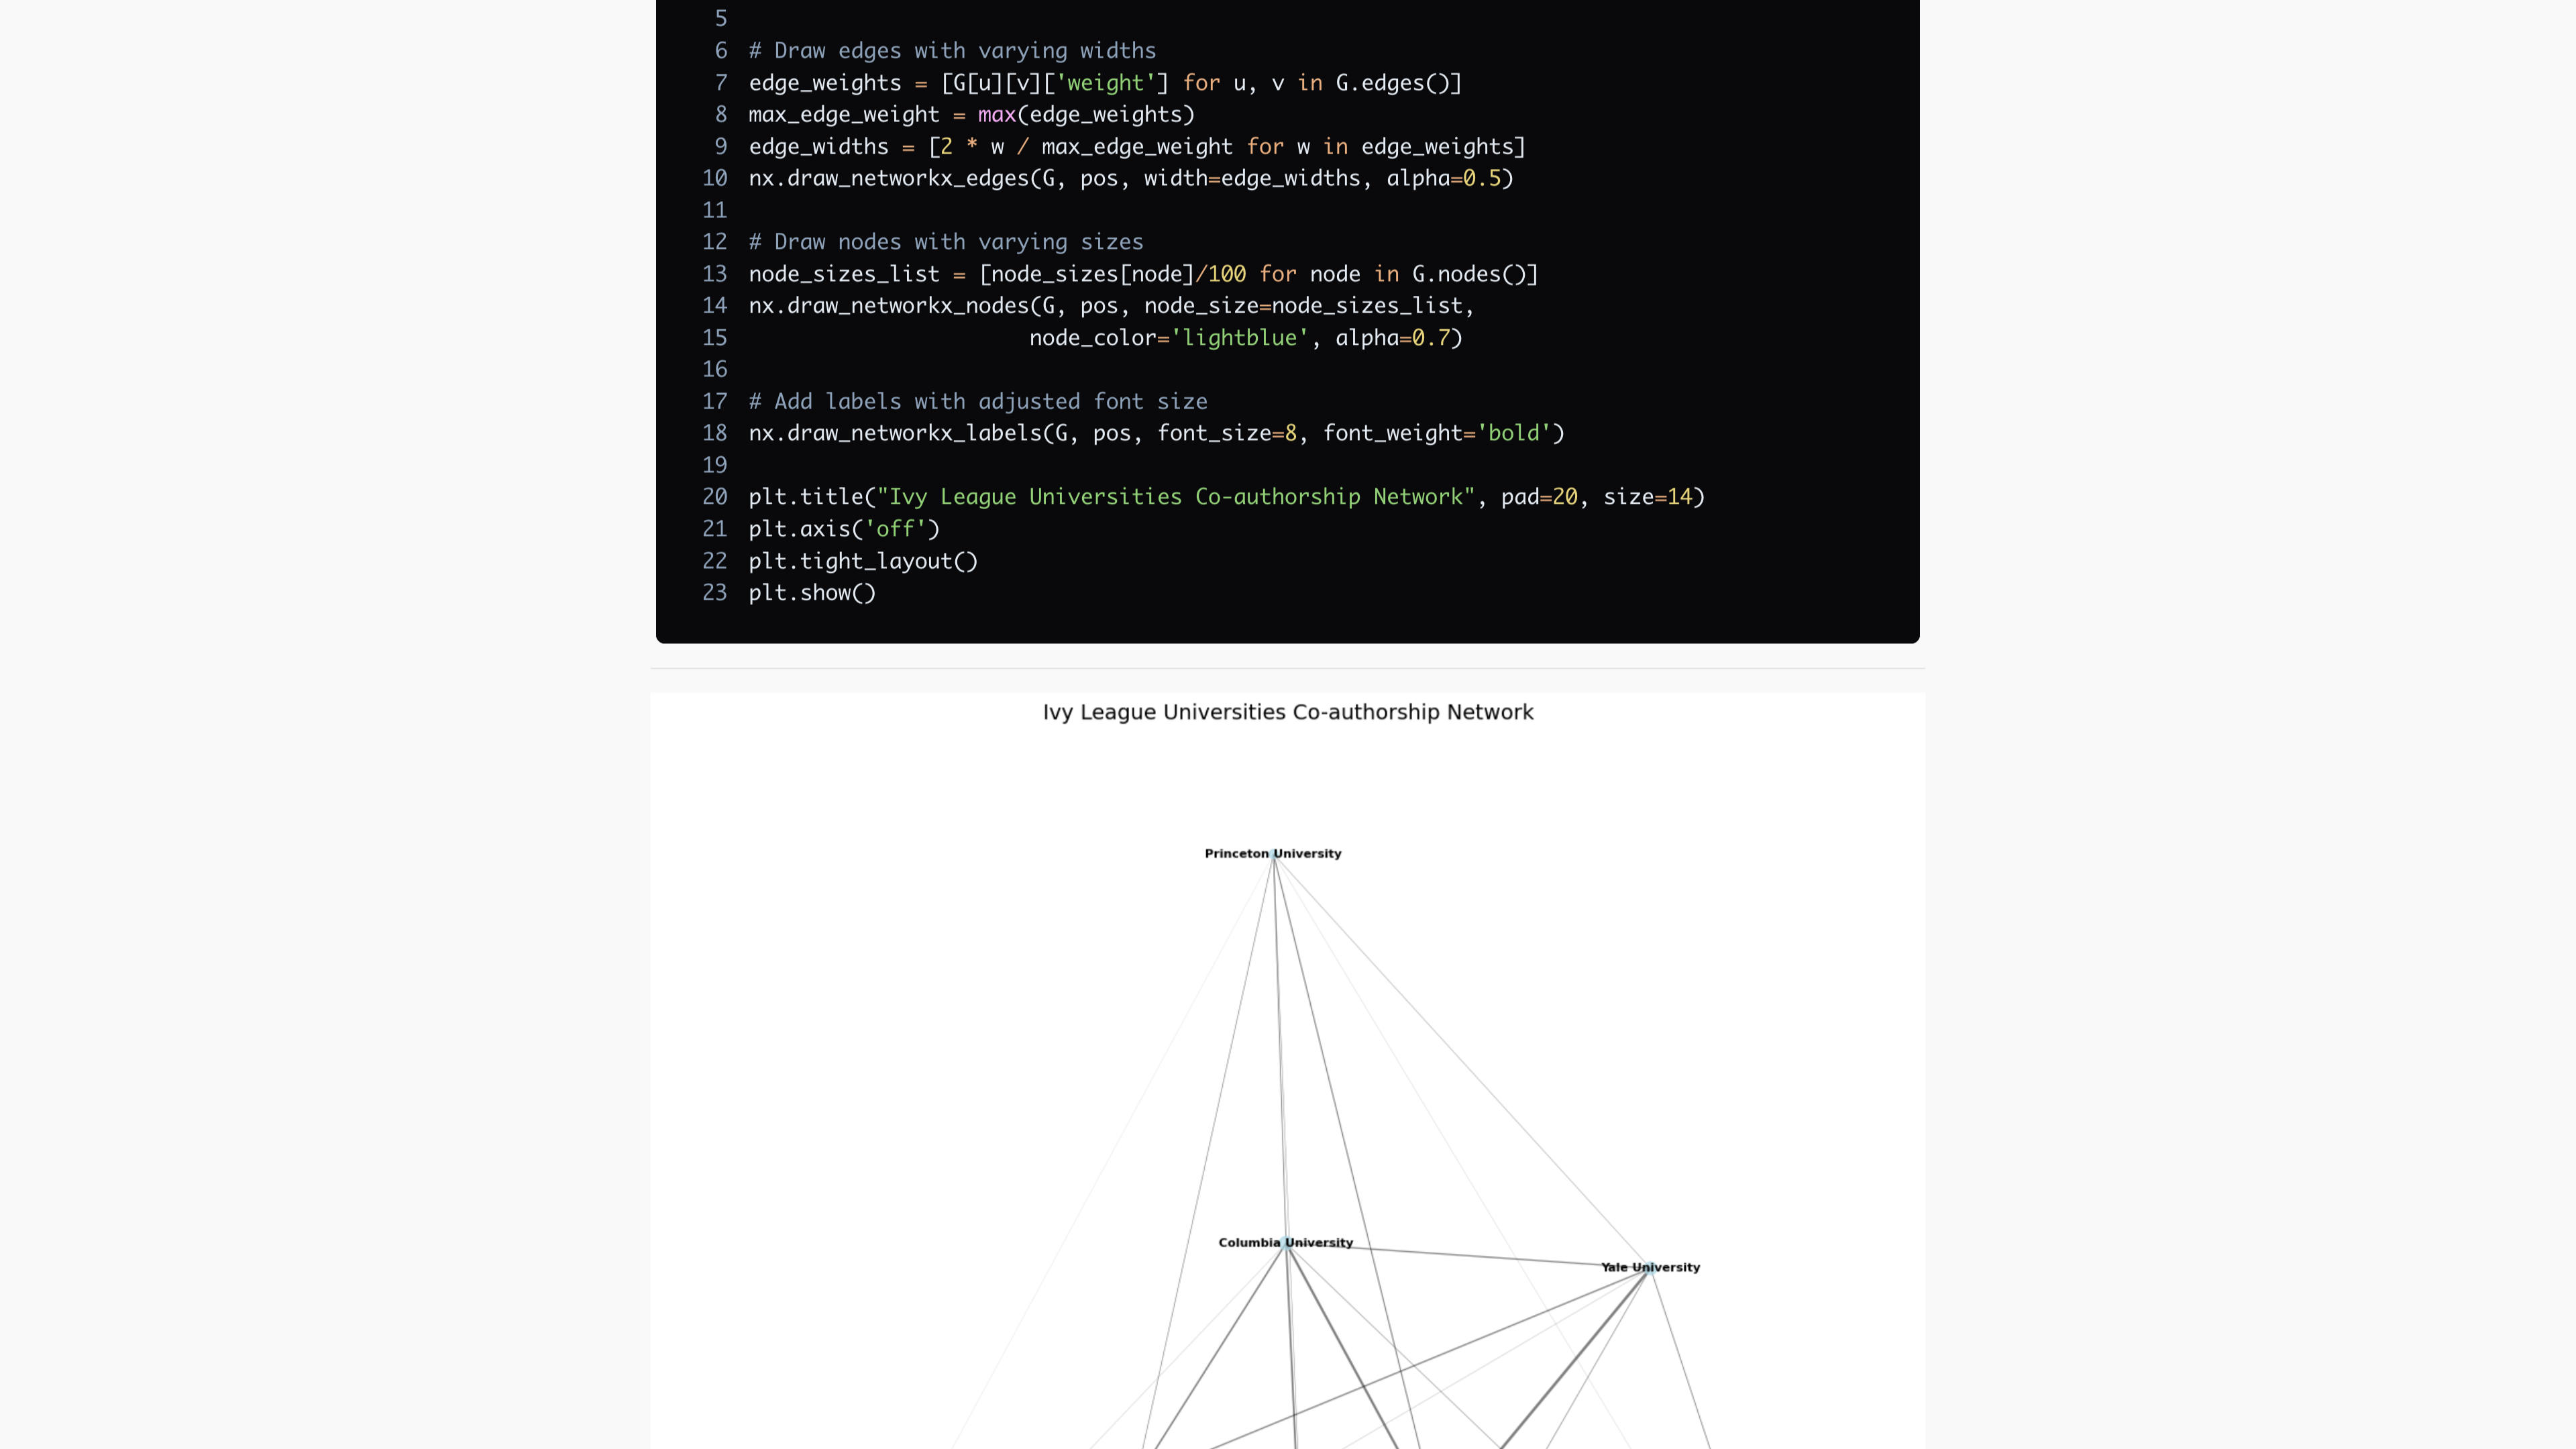 5
6 # Draw edges with varying widths
7 edge_weights = [G[u][v]['weight'] for u, v in G.edges()]
8 max_edge_weight = max(edge_weights)
9 edge_widths = [2 * w / max_edge_weight for w in edge_weights]
10 nx.draw_networkx_edges(G, pos, width=edge_widths, alpha=0.5)
11
12 # Draw nodes with varying sizes
13 node_sizes_list = [node_sizes[node]/100 for node in G.nodes()]
14 nx.draw_networkx_nodes(G, pos, node_size=node_sizes_list,
15                       node_color='lightblue', alpha=0.7)
16
17 # Add labels with adjusted font size
18 nx.draw_networkx_labels(G, pos, font_size=8, font_weight='bold')
19
20 plt.title("Ivy League Universities Co-authorship Network", pad=20, size=14)
21 plt.axis('off')
22 plt.tight_layout()
23 plt.show()
Ivy League Universities Co-authorship Network
Princeton University
Columbia University
Yale University